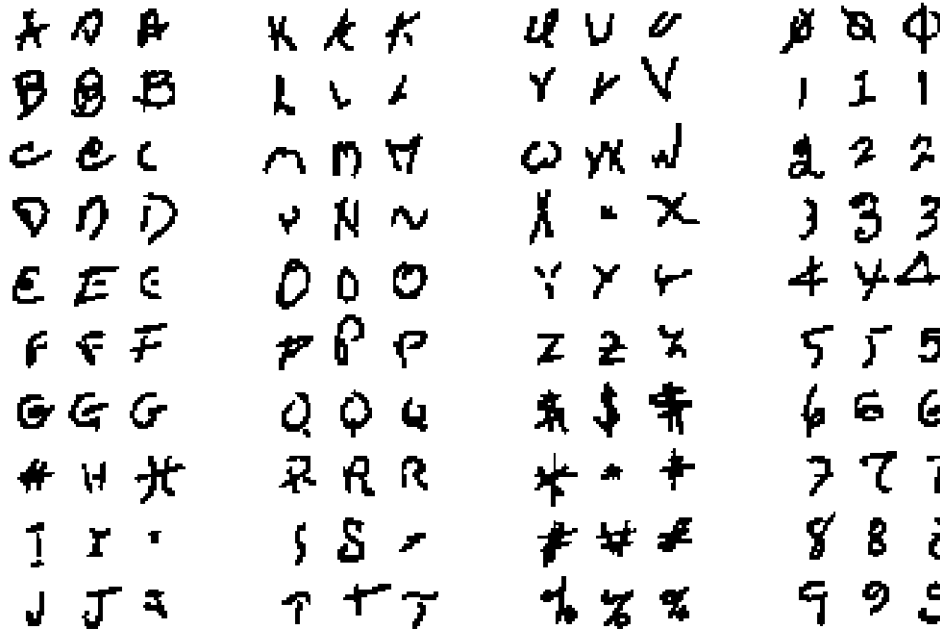 A A A K K K U U U 0 0 0
B B B L L L V V V 1 1 1
C C C M M M W W W 2 2 2
D D D N N N X X 3 3 3
E E E O O O Y Y Y 4 4 4
F F F P P P Z Z Z 5 5 5
G G G Q Q Q $ $ $ 6 6 6
H H H R R R * * * 7 7 7
I I S S # # # 8 8 8
J J J T T T % % % 9 9 9